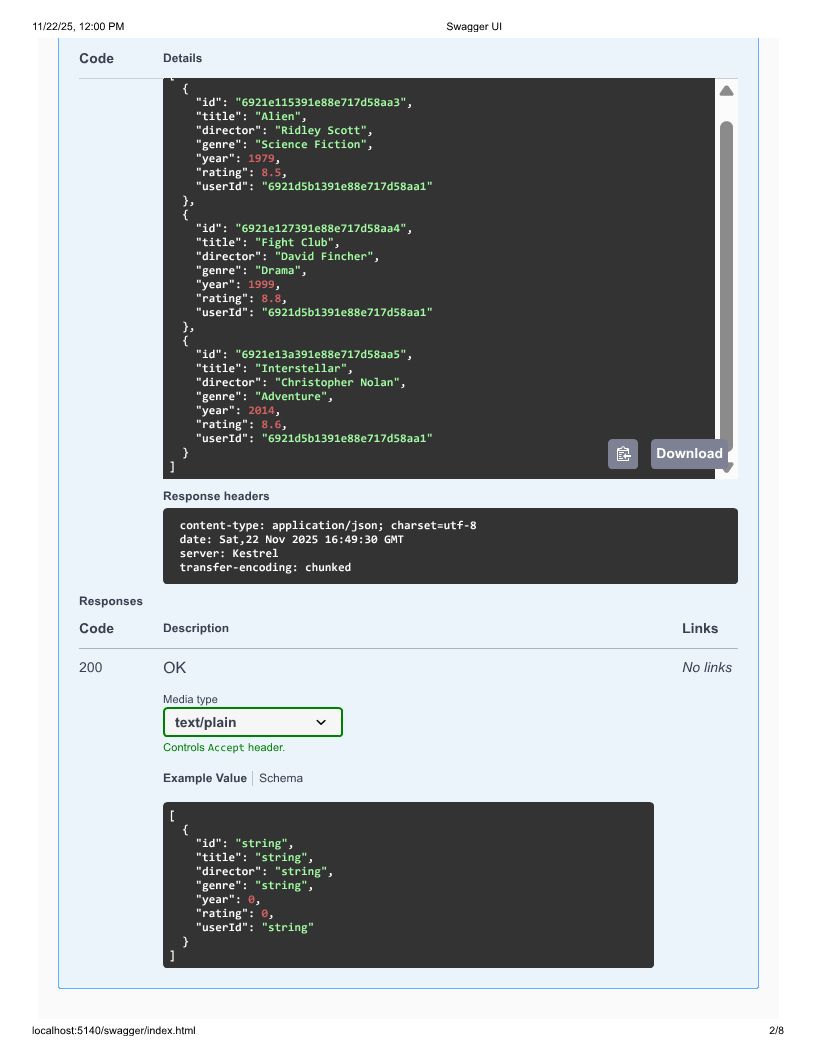 11/22/25, 12:00 PM Swagger UI
Code Details
[
{
"id": "6921e115391e88e717d58aa3",
"title": "Alien",
"director": "Ridley Scott",
"genre": "Science Fiction",
"year": 1979,
"rating": 8.5,
"userId": "6921d5b1391e88e717d58aa1"
},
{
"id": "6921e127391e88e717d58aa4",
"title": "Fight Club",
"director": "David Fincher",
"genre": "Drama",
"year": 1999,
"rating": 8.8,
"userId": "6921d5b1391e88e717d58aa1"
},
{
"id": "6921e13a391e88e717d58aa5",
"title": "Interstellar",
"director": "Christopher Nolan",
"genre": "Adventure",
"year": 2014,
"rating": 8.6,
"userId": "6921d5b1391e88e717d58aa1"
}
]
Download
Response headers
content-type: application/json; charset=utf-8
date: Sat,22 Nov 2025 16:49:30 GMT
server: Kestrel
transfer-encoding: chunked
Responses
Code Description Links
200 OK No links
Media type
text/plain
Controls Accept header.
Example Value Schema
[
{
"id": "string",
"title": "string",
"director": "string",
"genre": "string",
"year": 0,
"rating": 0,
"userId": "string"
}
]
localhost:5140/swagger/index.html 2/8